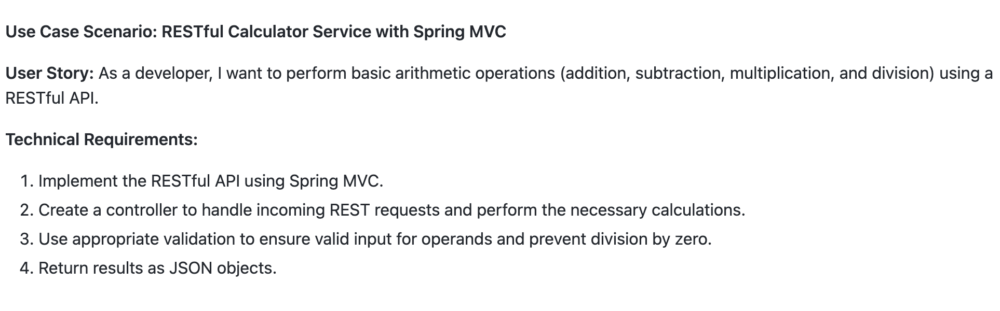 Use Case Scenario: RESTful Calculator Service with Spring MVC
User Story: As a developer, I want to perform basic arithmetic operations (addition, subtraction, multiplication, and division) using a
RESTful API.
Technical Requirements:
1. Implement the RESTful API using Spring MVC.
2. Create a controller to handle incoming REST requests and perform the necessary calculations.
3. Use appropriate validation to ensure valid input for operands and prevent division by zero.
4. Return results as JSON objects.